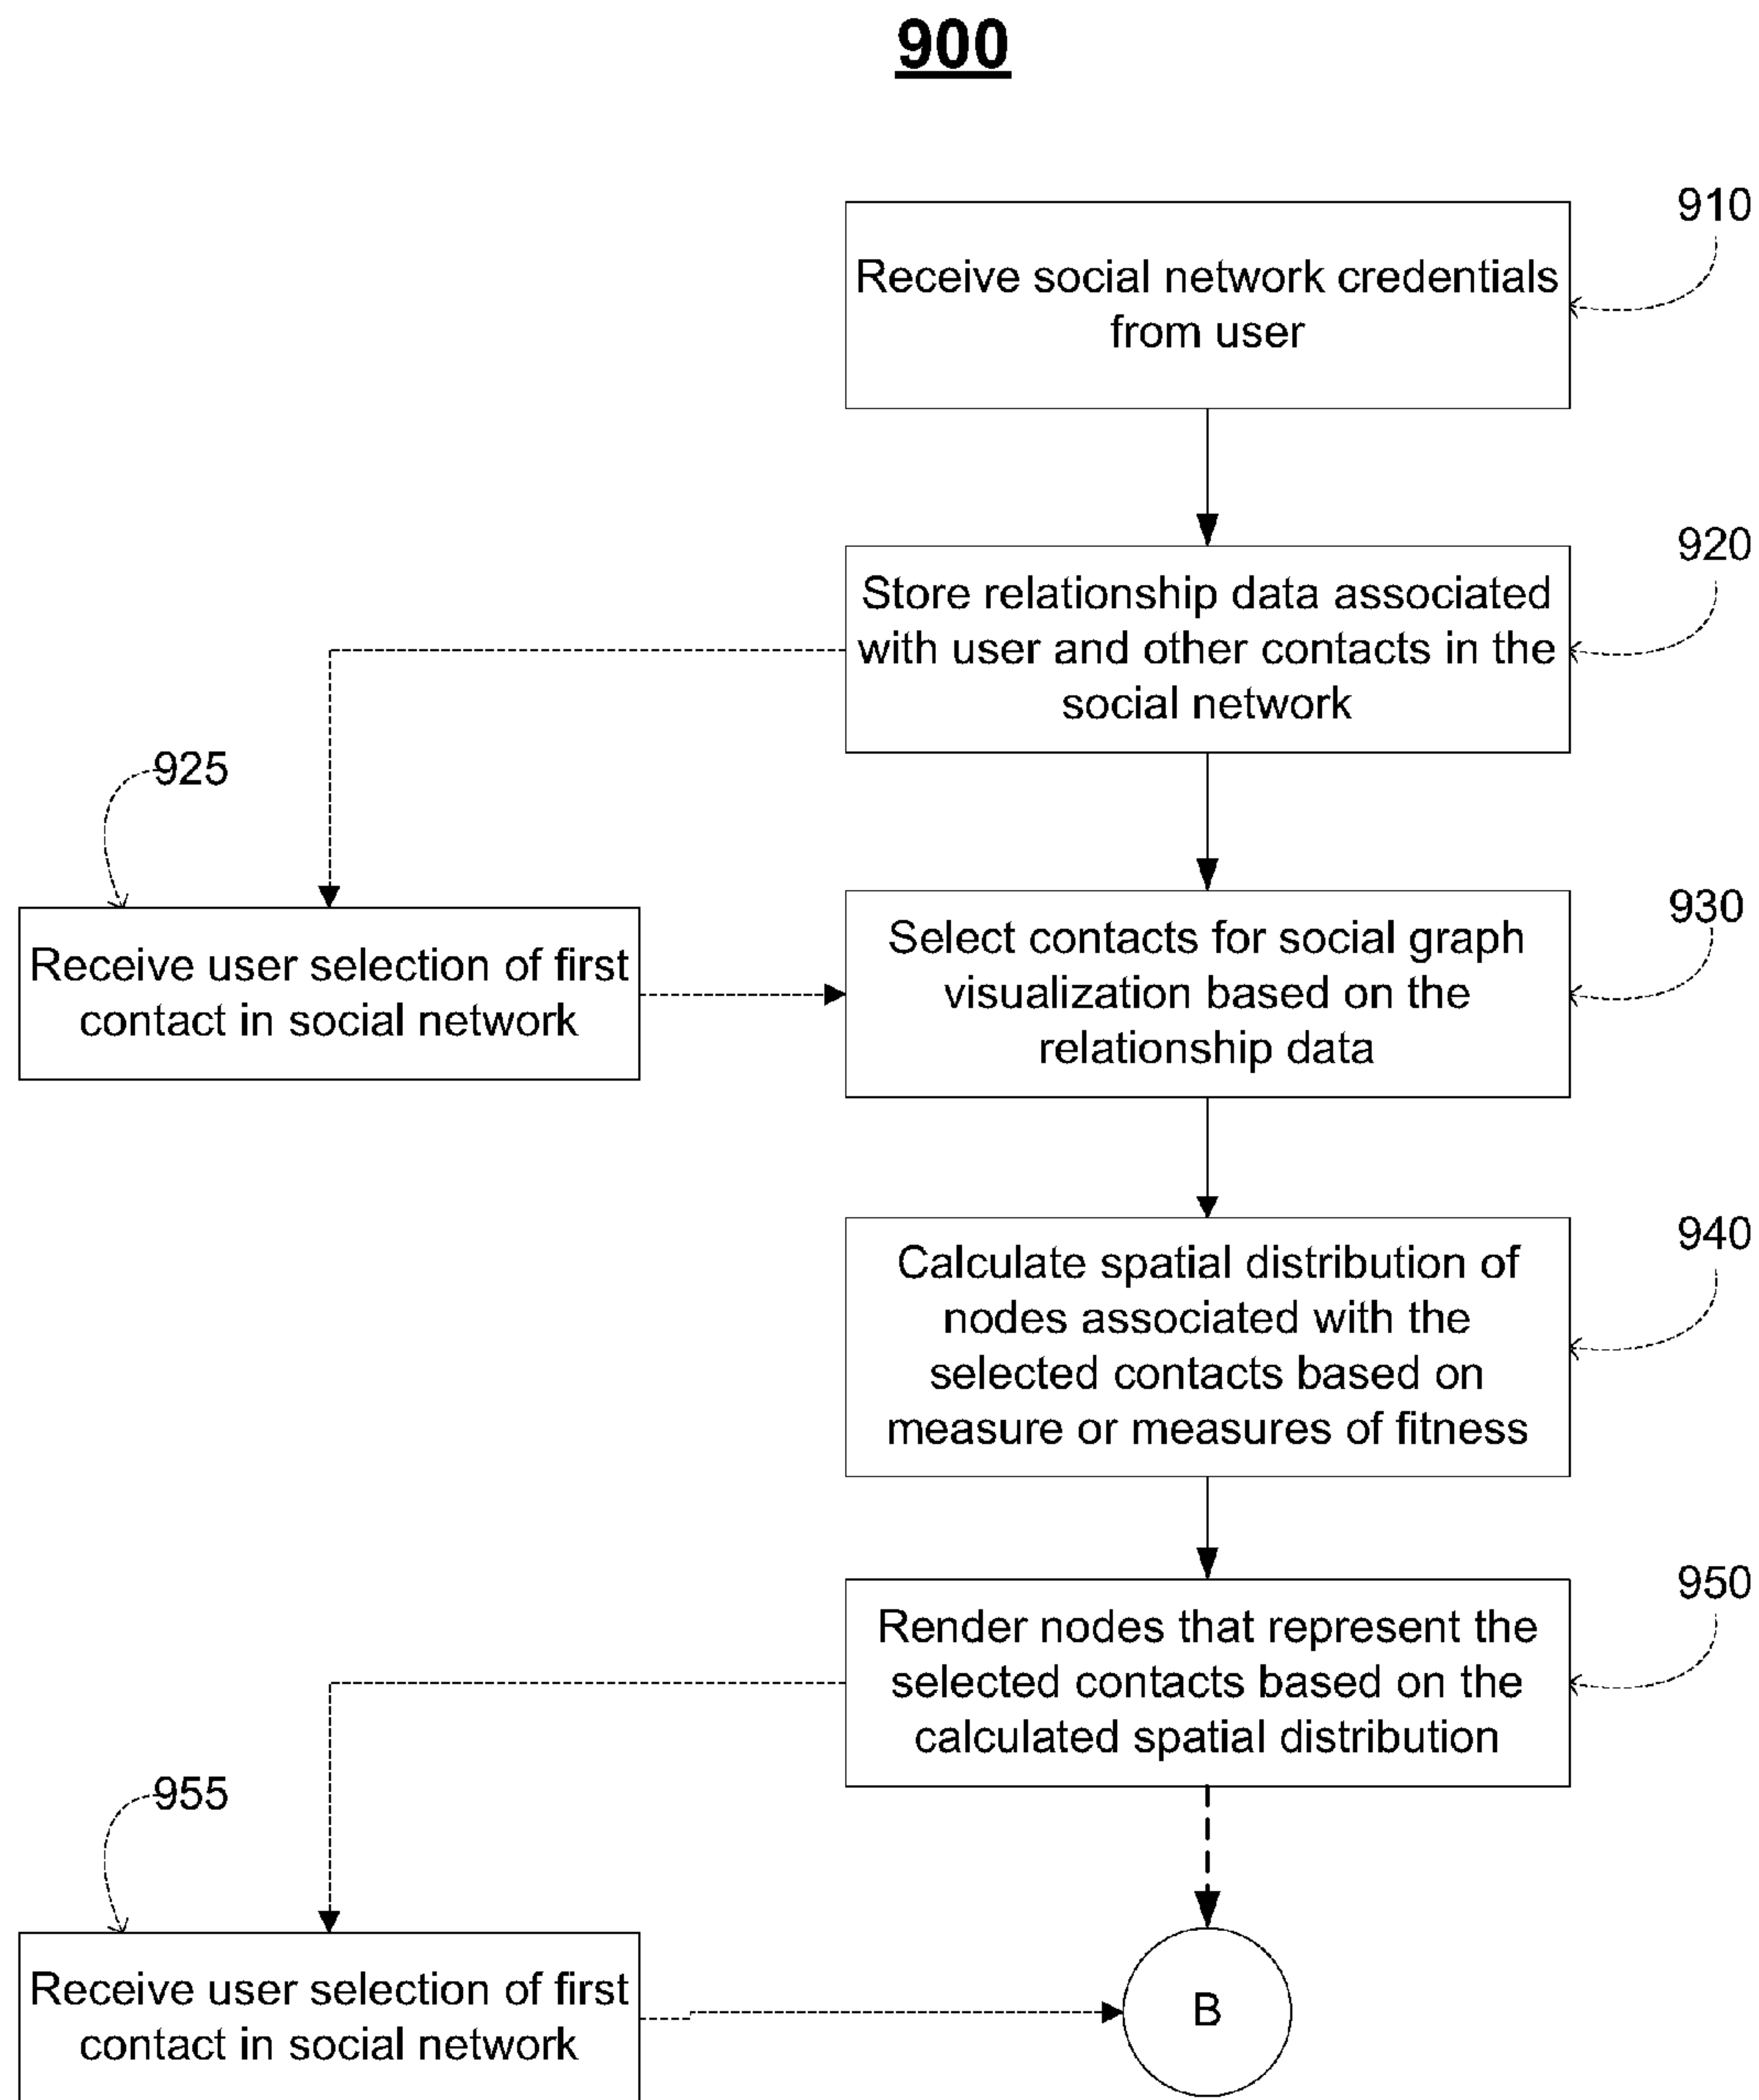 900
910
Receive social network credentials
from user
920
Store relationship data associated
with user and other contacts in the
social network
925
Receive user selection of first
contact in social network
930
Select contacts for social graph
visualization based on the
relationship data
940
Calculate spatial distribution of
nodes associated with the
selected contacts based on
measure or measures of fitness
950
Render nodes that represent the
selected contacts based on the
calculated spatial distribution
955
Receive user selection of first
contact in social network
B